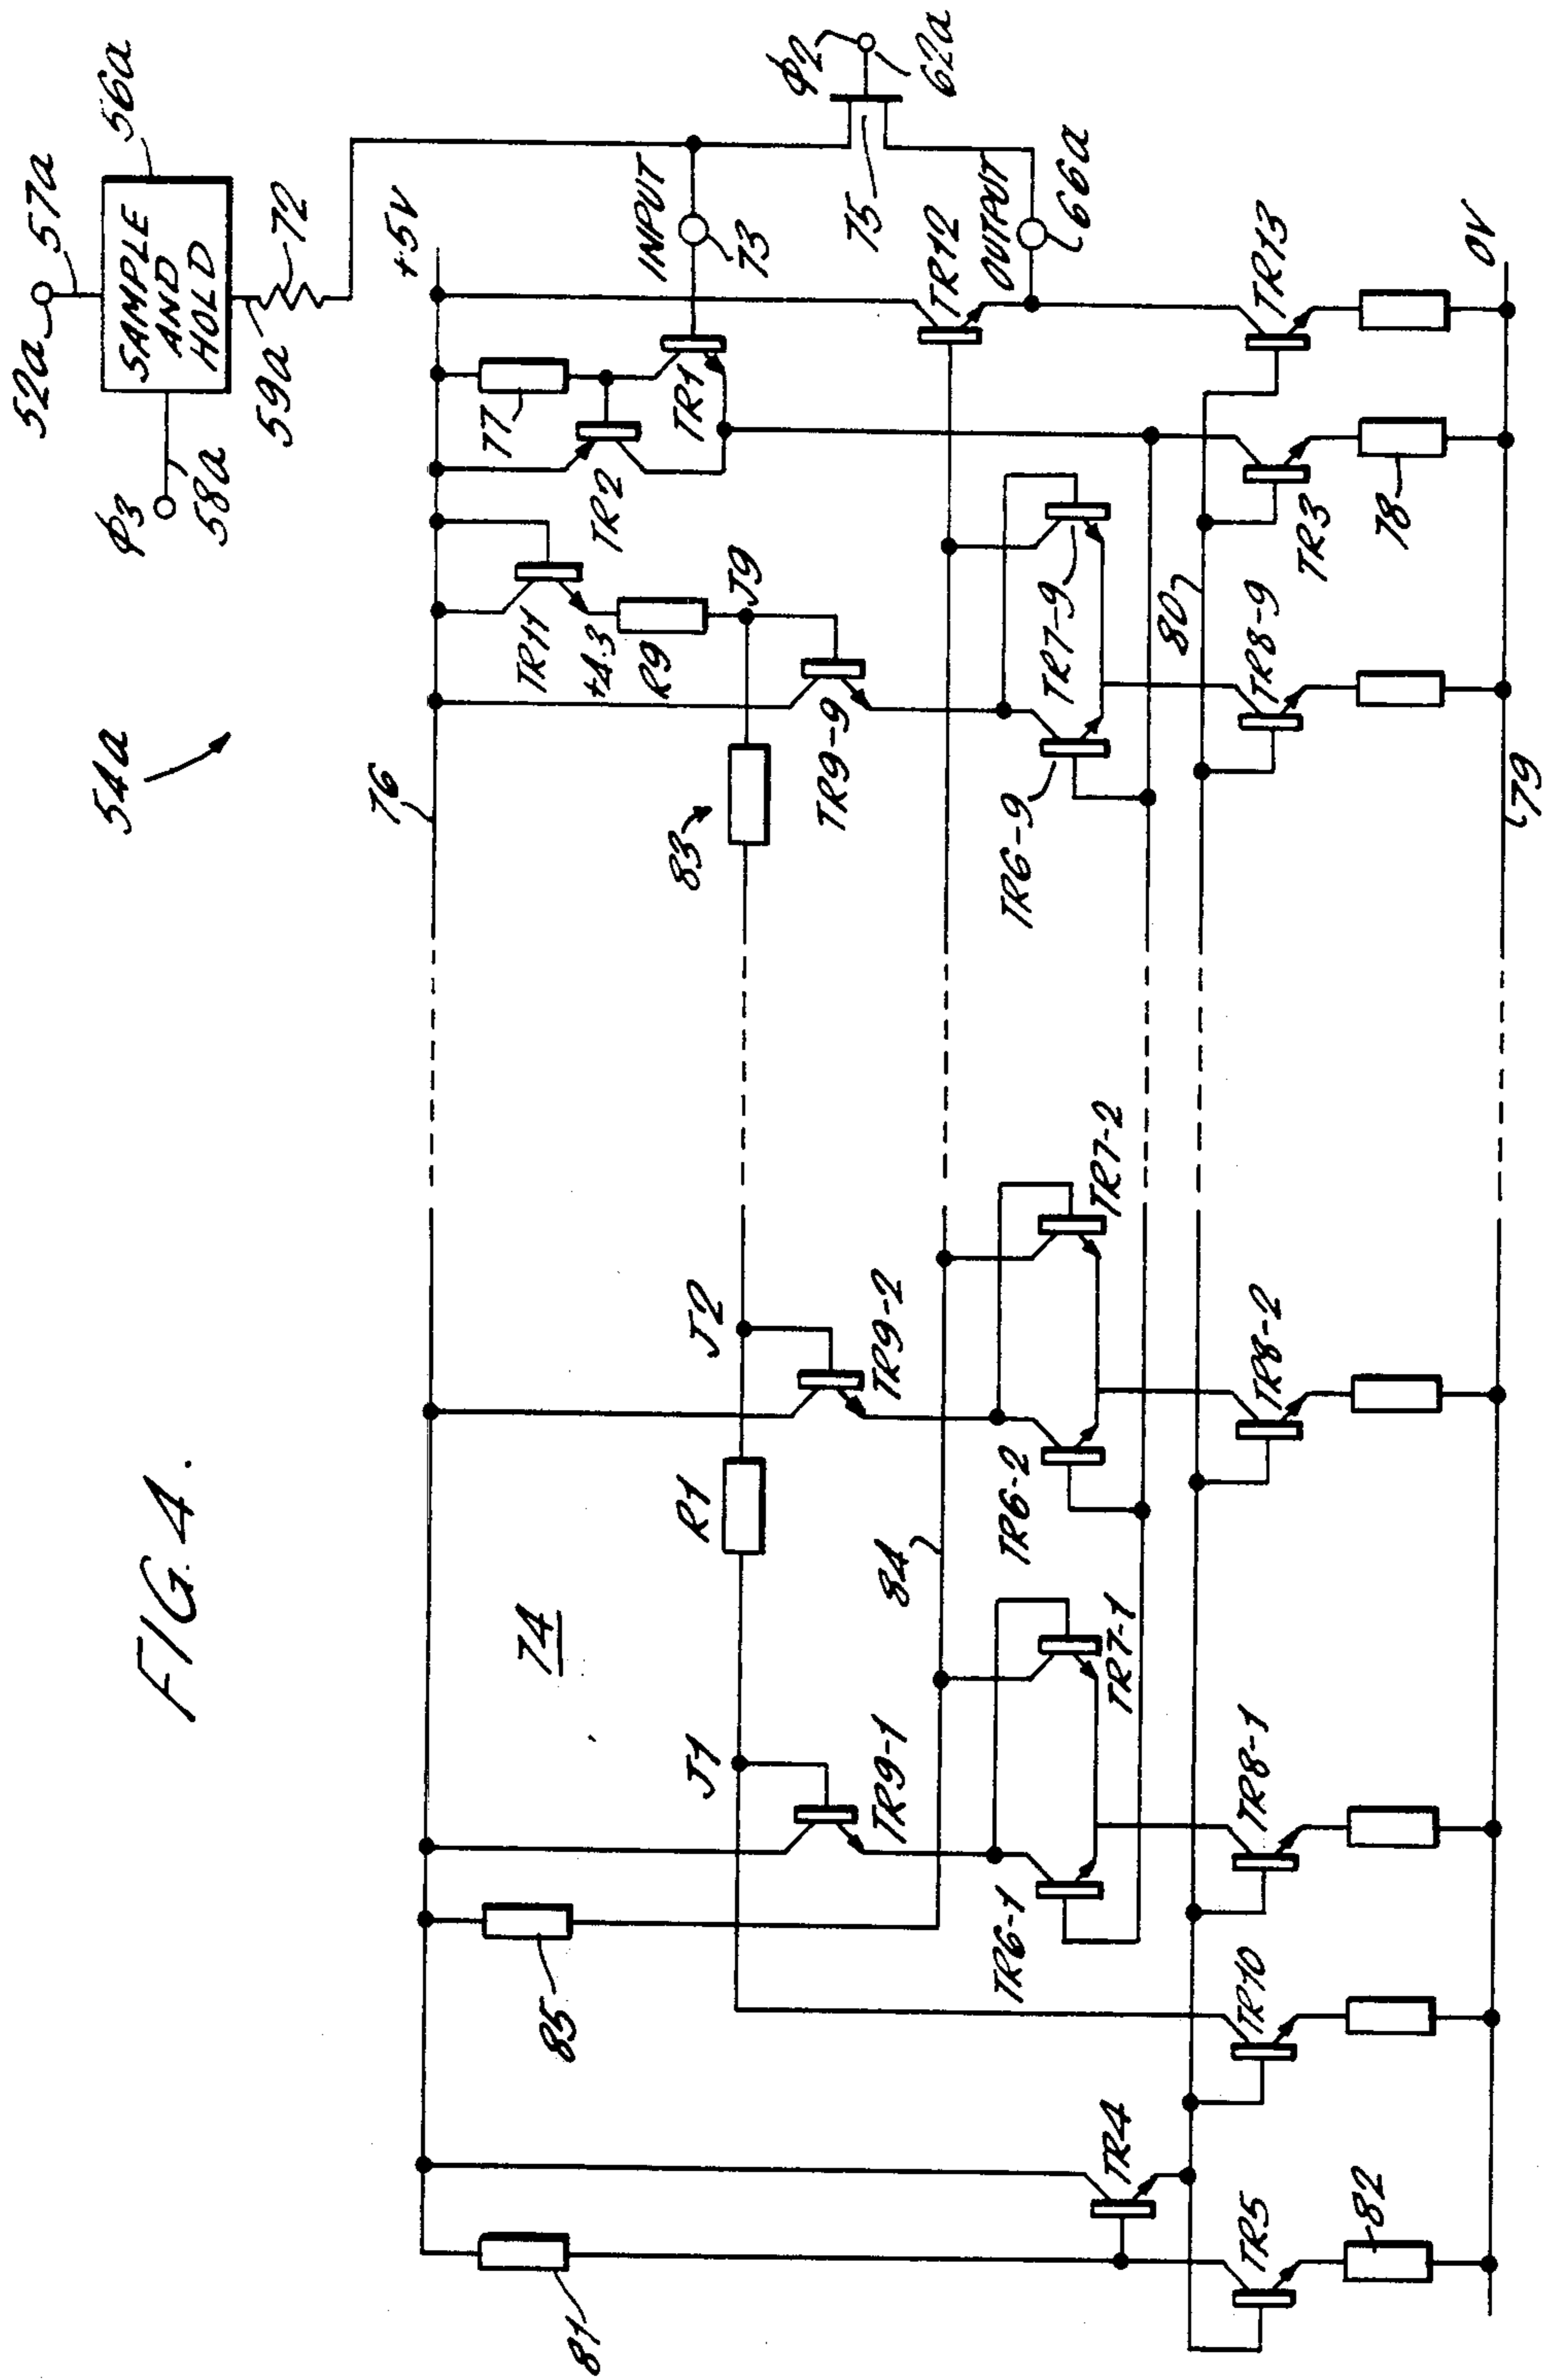 FIG. 4.
54a
52a
57a
SAMPLE
AND
HOLD
56a
Φ3
58a
59a
72
76
+5V
74
81
85
J1
R1
J2
83
R9
J9
+4.3
TR11
TR2
77
TR1
INPUT
73
Φ2
75
62a
TR9-1
TR9-2
TR9-9
84
TR12
OUTPUT
66a
TR4
TR6-1
TR7-1
TR6-2
TR7-2
TR6-9
TR7-9
80
TR5
TR10
TR8-1
TR8-2
TR8-9
TR3
TR13
82
78
79
0V